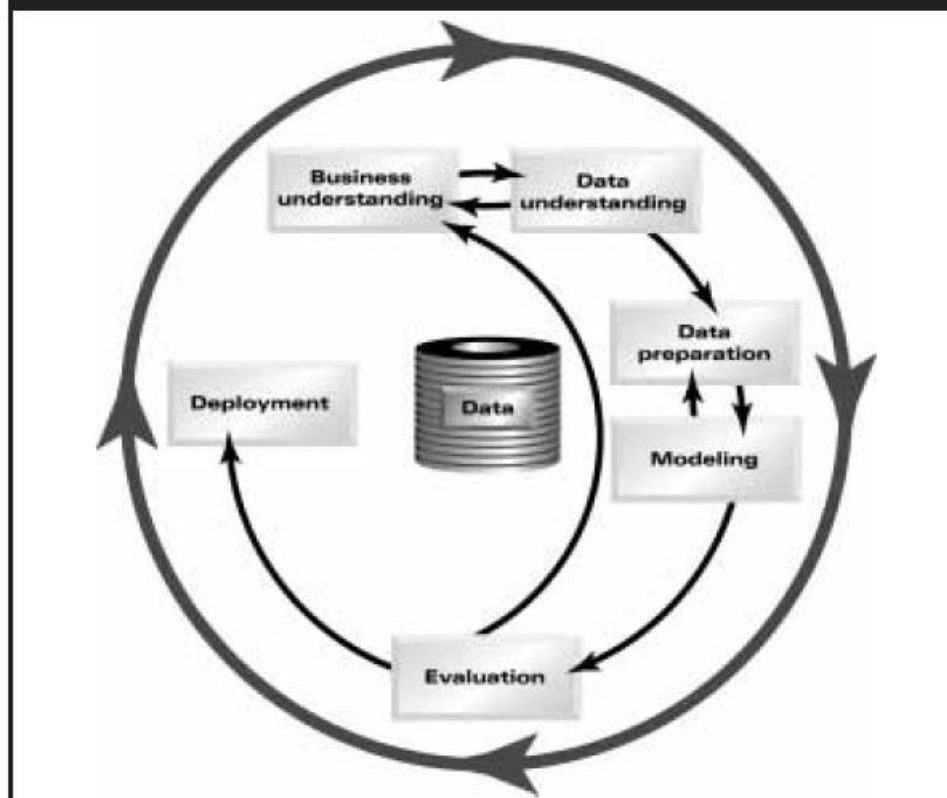 Business
understanding
Data
understanding
Data
preparation
Deployment
Data
Modeling
Evaluation